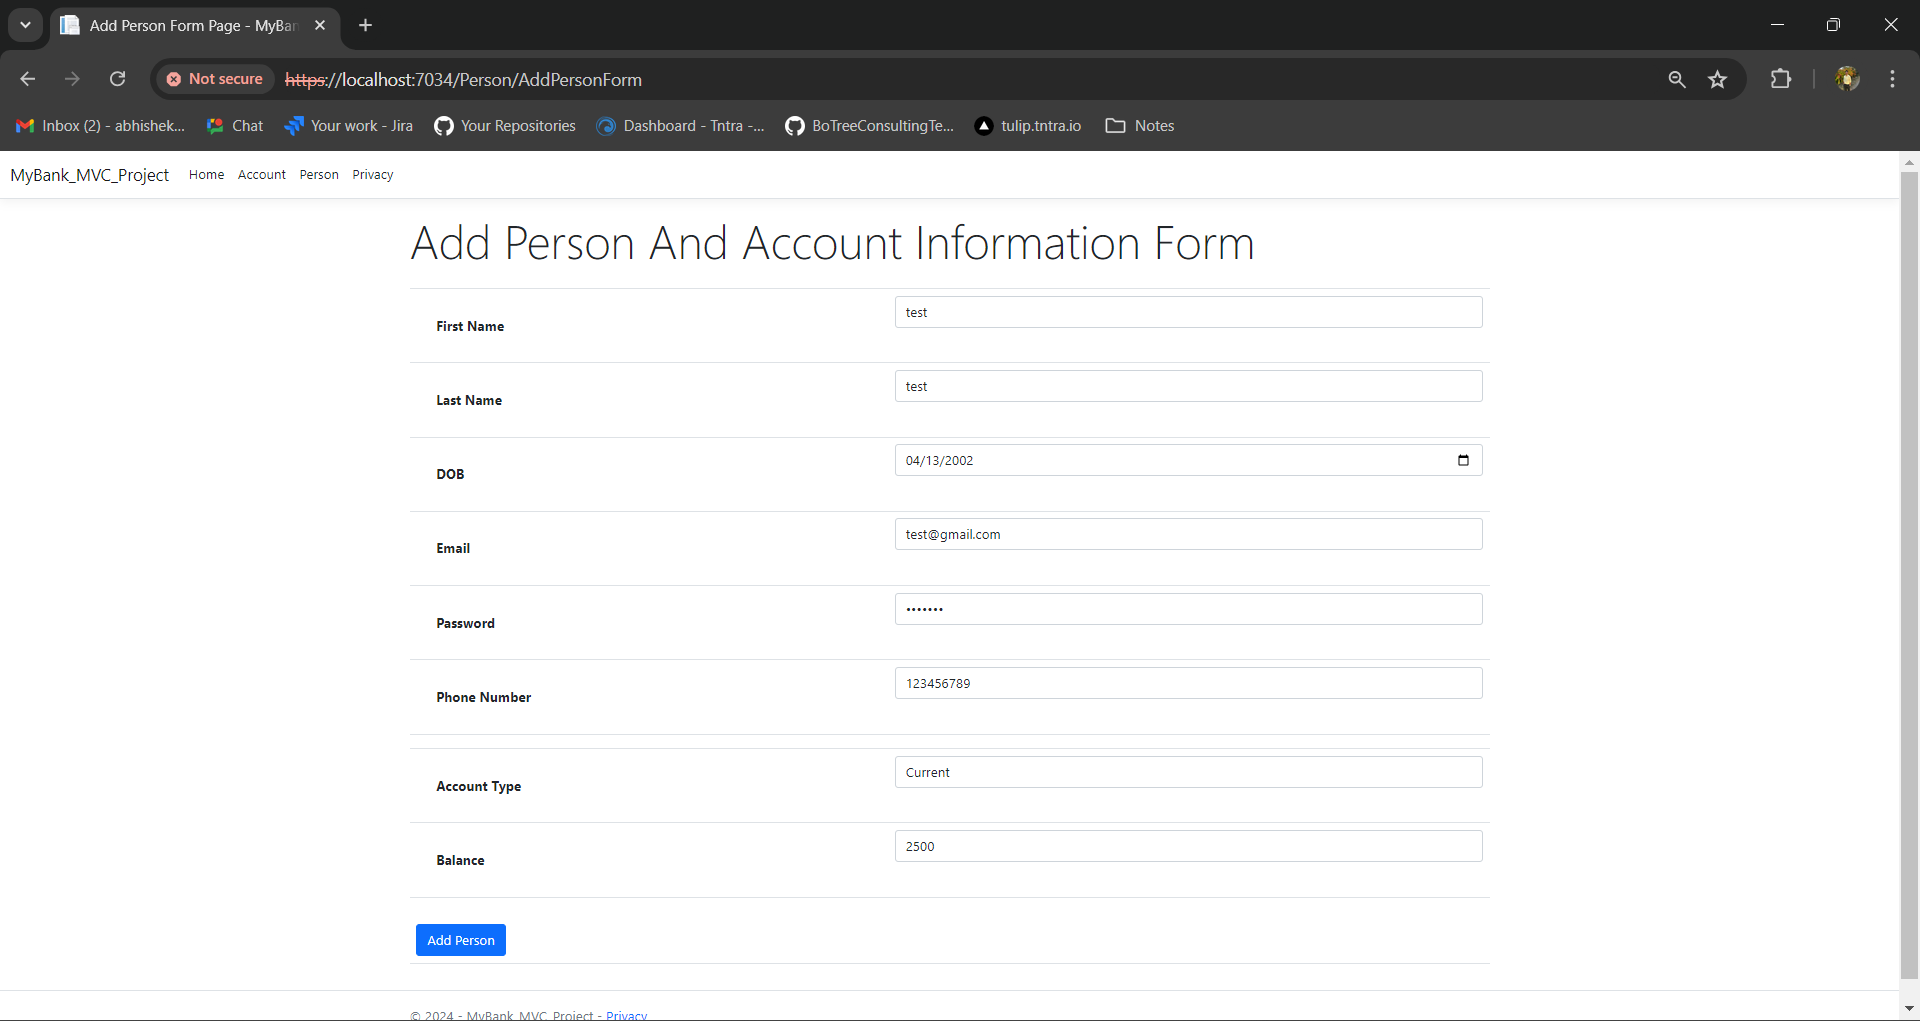 Add Person Form Page - MyBan
Not secure https://localhost:7034/Person/AddPersonForm
Inbox (2) - abhishek... Chat Your work - Jira Your Repositories Dashboard - Tntra -... BoTreeConsultingTe... tulip.tntra.io Notes
MyBank_MVC_Project Home Account Person Privacy
Add Person And Account Information Form
First Name test
Last Name test
DOB 04/13/2002
Email test@gmail.com
Password •••••••
Phone Number 123456789
Account Type Current
Balance 2500
Add Person
© 2024 - MyBank_MVC_Project - Privacy